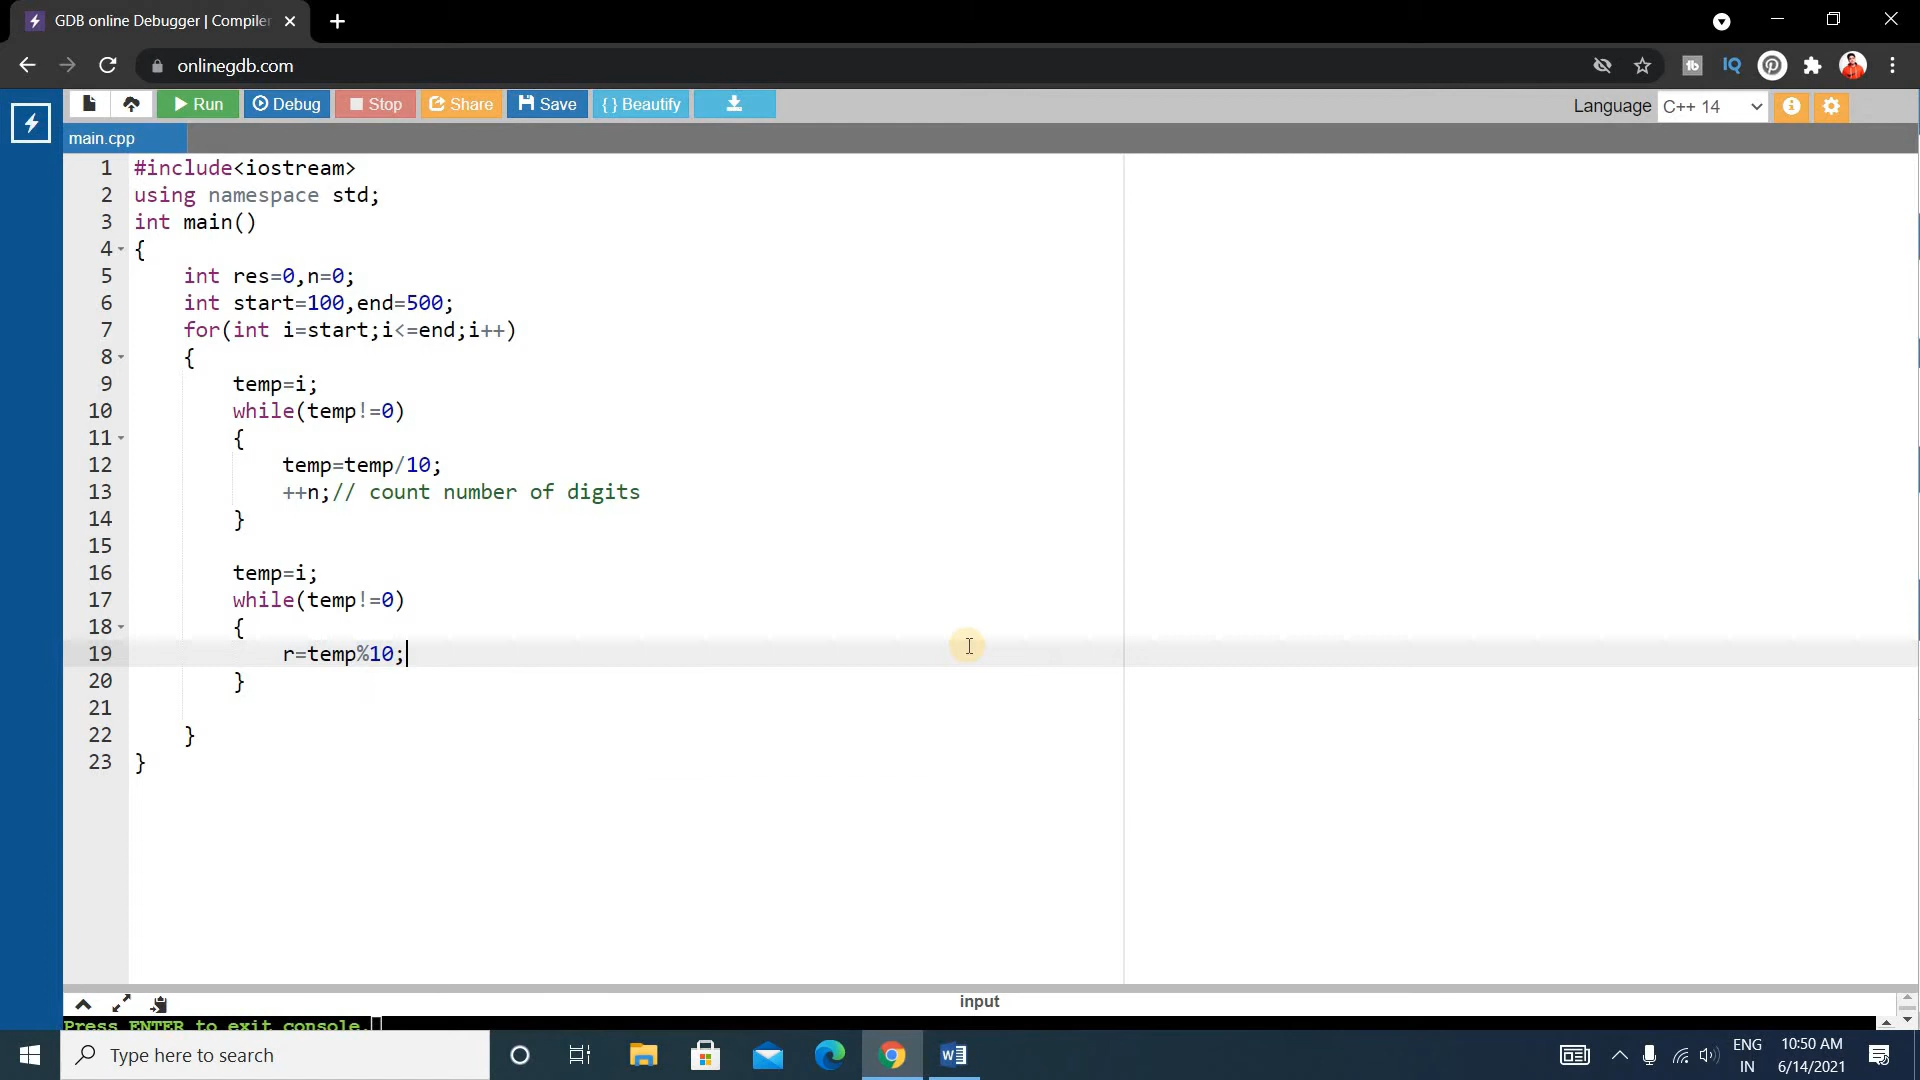 GDB online Debugger | Compiler
onlinegdb.com
Run Debug Stop Share Save { } Beautify Language C++ 14
main.cpp
1 #include<iostream>
2 using namespace std;
3 int main()
4 {
5 int res=0,n=0;
6 int start=100,end=500;
7 for(int i=start;i<=end;i++)
8 {
9 temp=i;
10 while(temp!=0)
11 {
12 temp=temp/10;
13 ++n;// count number of digits
14 }
15
16 temp=i;
17 while(temp!=0)
18 {
19 r=temp%10;
20 }
21
22 }
23 }
input
Press ENTER to exit console.
Type here to search
ENG 10:50 AM
IN 6/14/2021